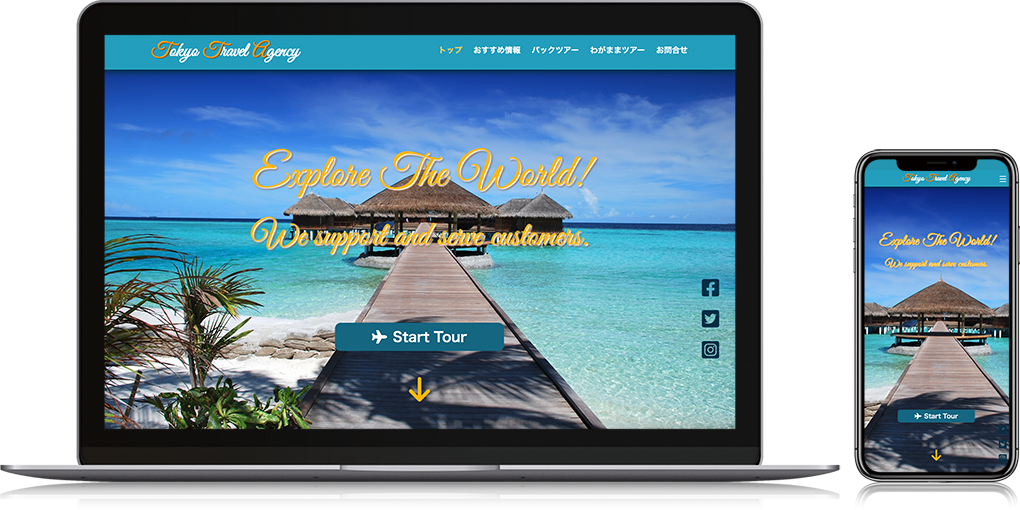 Tokyo Travel Agency
トップ おすすめ情報 パックツアー わがままツアー お問合せ
Explore The World!
We support and serve customers.
Start Tour
Tokyo Travel Agency
Explore The World!
We support and serve customers.
Start Tour